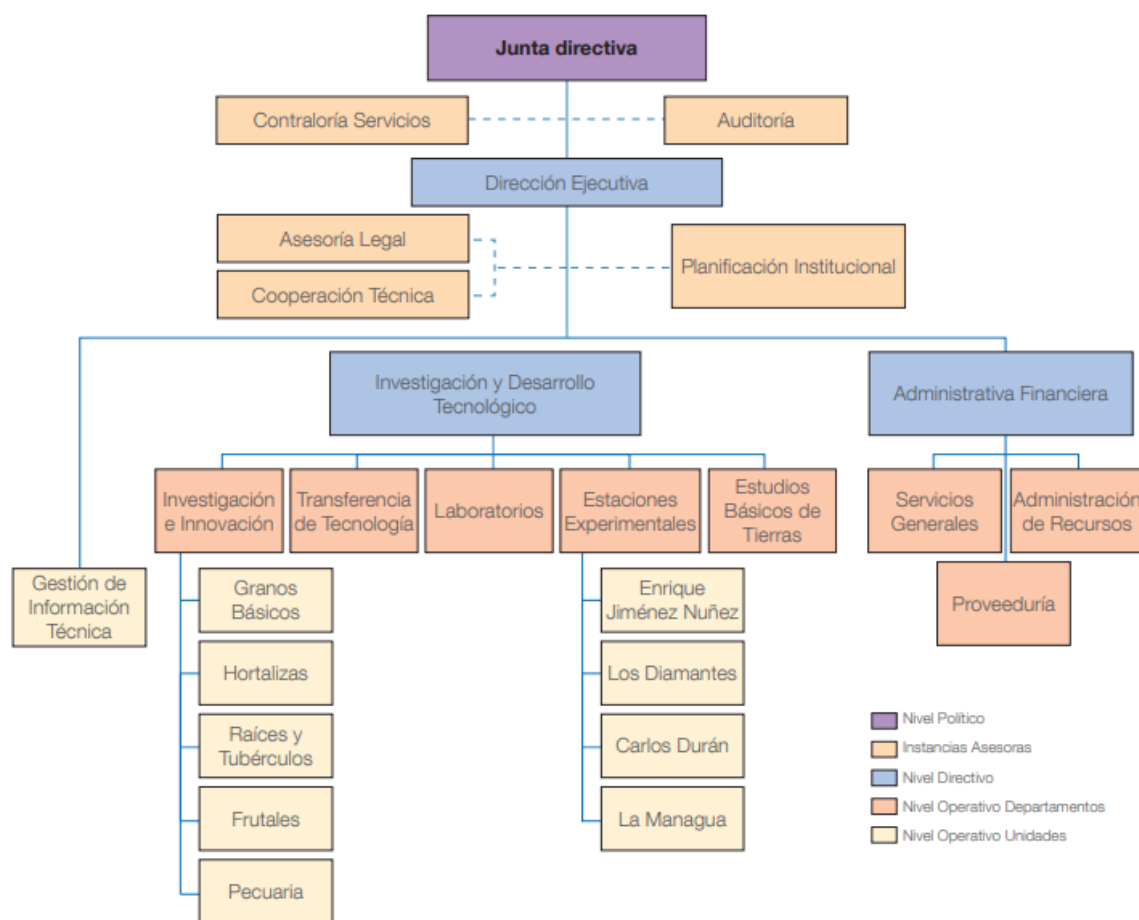 Junta directiva
Contraloría Servicios
Auditoría
Dirección Ejecutiva
Asesoría Legal
Cooperación Técnica
Planificación Institucional
Investigación y Desarrollo
Tecnológico
Administrativa Financiera
Investigación
e Innovación
Transferencia
de Tecnología
Laboratorios
Estaciones
Experimentales
Estudios
Básicos de
Tierras
Servicios
Generales
Administración
de Recursos
Gestión de
Información
Técnica
Granos
Básicos
Hortalizas
Raíces y
Tubérculos
Frutales
Pecuaria
Enrique
Jiménez Nuñez
Los Diamantes
Carlos Durán
La Managua
Proveeduría
Nivel Político
Instancias Asesoras
Nivel Directivo
Nivel Operativo Departamentos
Nivel Operativo Unidades